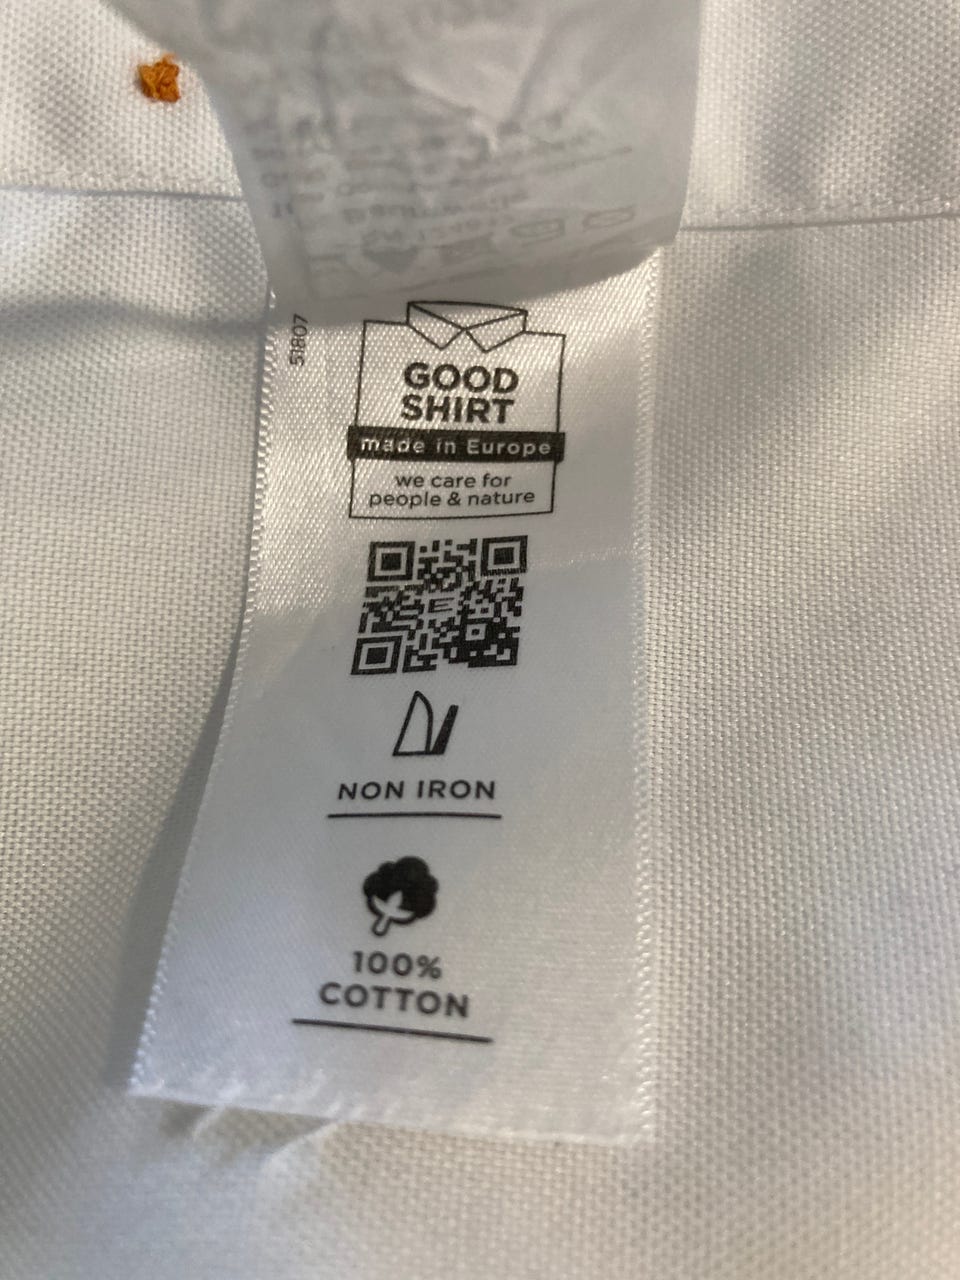 51807
GOOD
SHIRT
made in Europe
we care for
people & nature
E
NON IRON
100%
COTTON